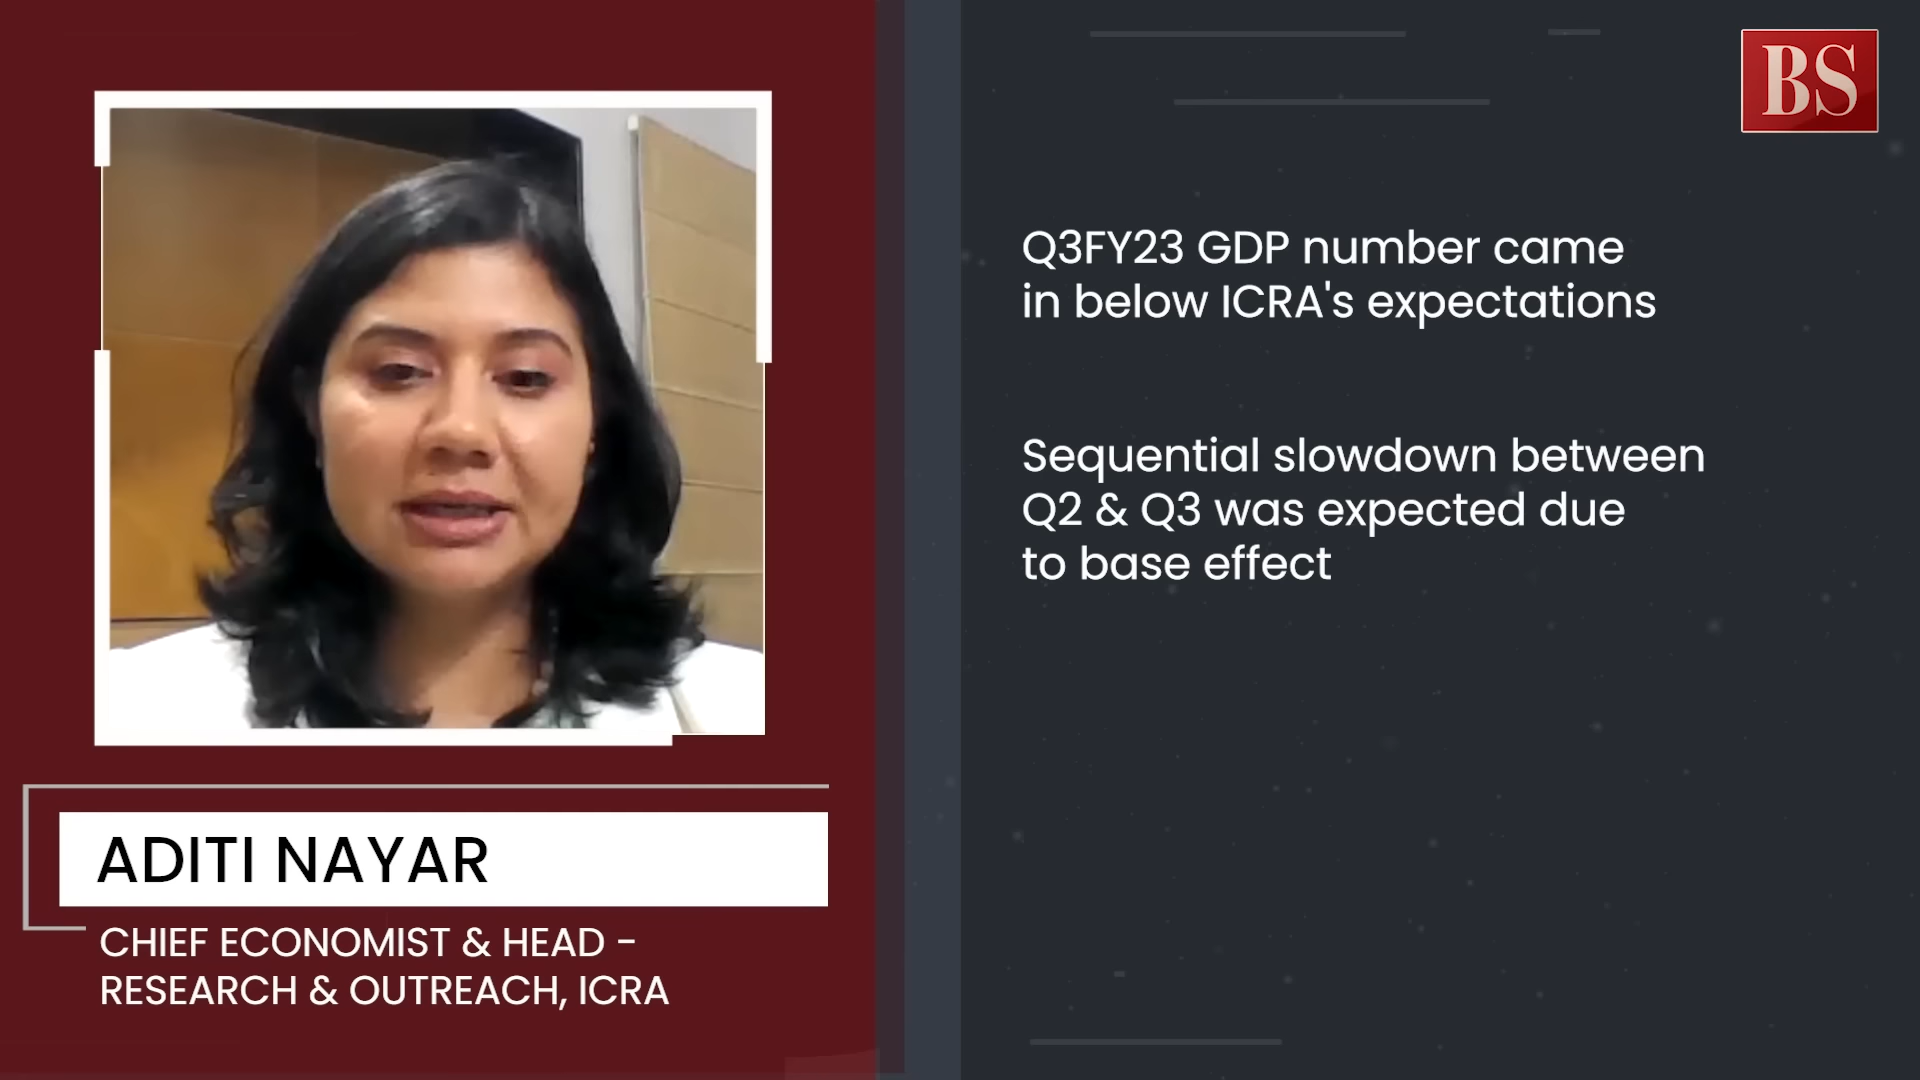 BS
Q3FY23 GDP number came
in below ICRA's expectations
Sequential slowdown between
Q2 & Q3 was expected due
to base effect
ADITI NAYAR
CHIEF ECONOMIST & HEAD -
RESEARCH & OUTREACH, ICRA